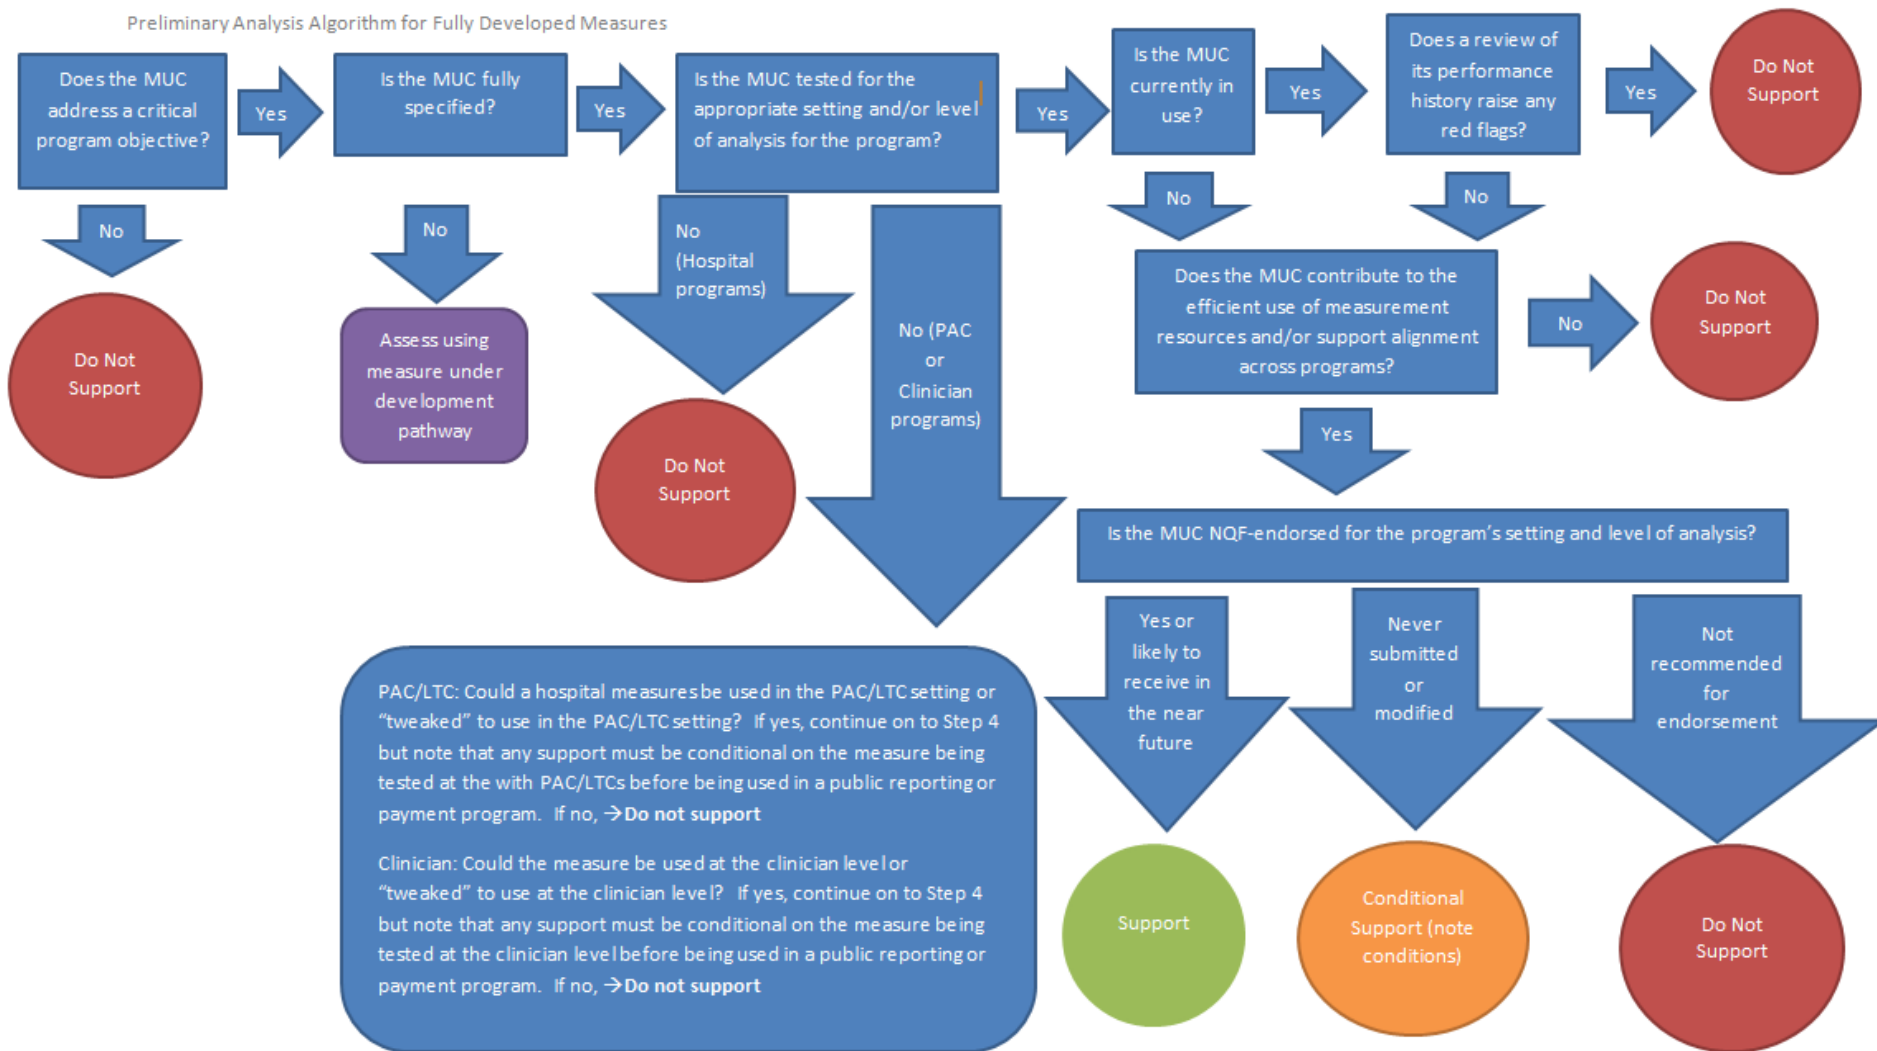 Preliminary Analysis Algorithm for Fully Developed Measures
Does the MUC
address a critical
program objective?
Yes
Is the MUC fully
specified?
Yes
Is the MUC tested for the
appropriate setting and/or level
of analysis for the program?
Yes
Is the MUC
currently in
use?
Yes
Does a review of
its performance
history raise any
red flags?
Yes
Do Not
Support
No
Do Not
Support
No
Assess using
measure under
development
pathway
No
(Hospital
programs)
Do Not
Support
No (PAC
or
Clinician
programs)
No
No
Does the MUC contribute to the
efficient use of measurement
resources and/or support alignment
across programs?
No
Do Not
Support
Yes
Is the MUC NQF-endorsed for the program's setting and level of analysis?
PAC/LTC: Could a hospital measures be used in the PAC/LTC setting or
“tweaked” to use in the PAC/LTC setting? If yes, continue on to Step 4
but note that any support must be conditional on the measure being
tested at the with PAC/LTCs before being used in a public reporting or
payment program. If no, →Do not support
Clinician: Could the measure be used at the clinician level or
“tweaked” to use at the clinician level? If yes, continue on to Step 4
but note that any support must be conditional on the measure being
tested at the clinician level before being used in a public reporting or
payment program. If no, →Do not support
Yes or
likely to
receive in
the near
future
Support
Never
submitted
or
modified
Conditional
Support (note
conditions)
Not
recommended
for
endorsement
Do Not
Support